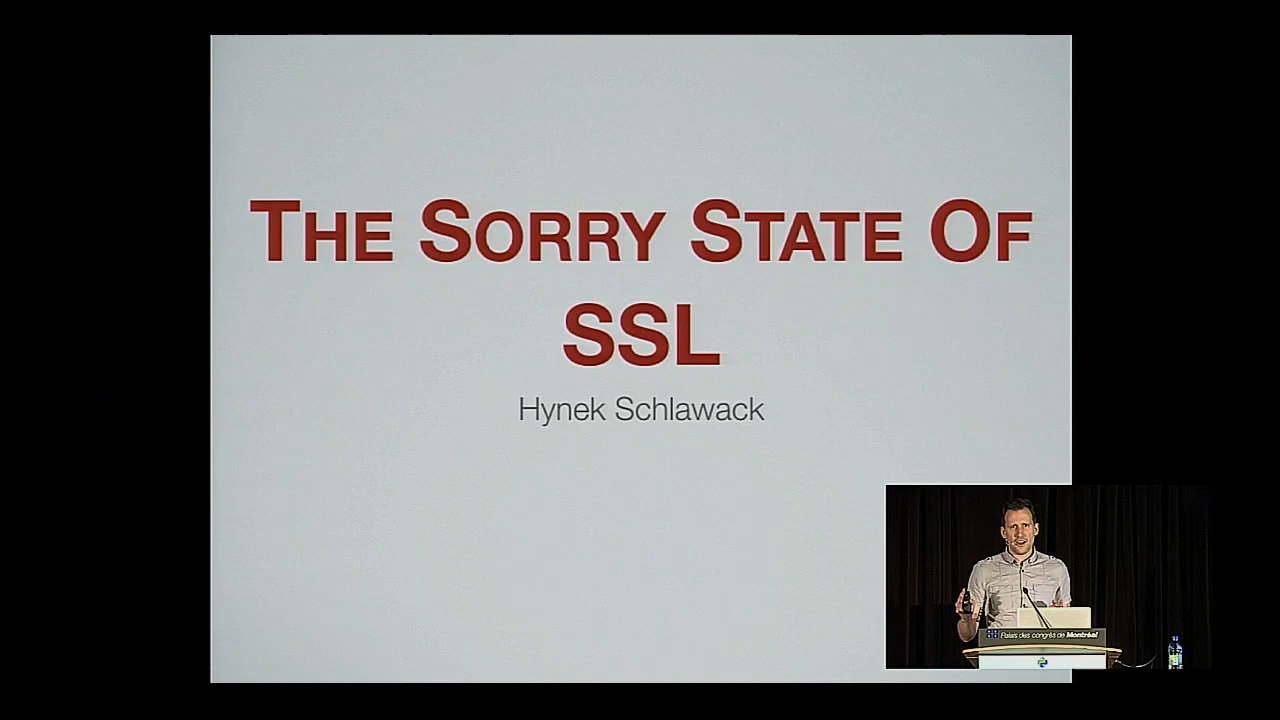 THE SORRY STATE OF
SSL
Hynek Schlawack
Palais des congrès de Montréal